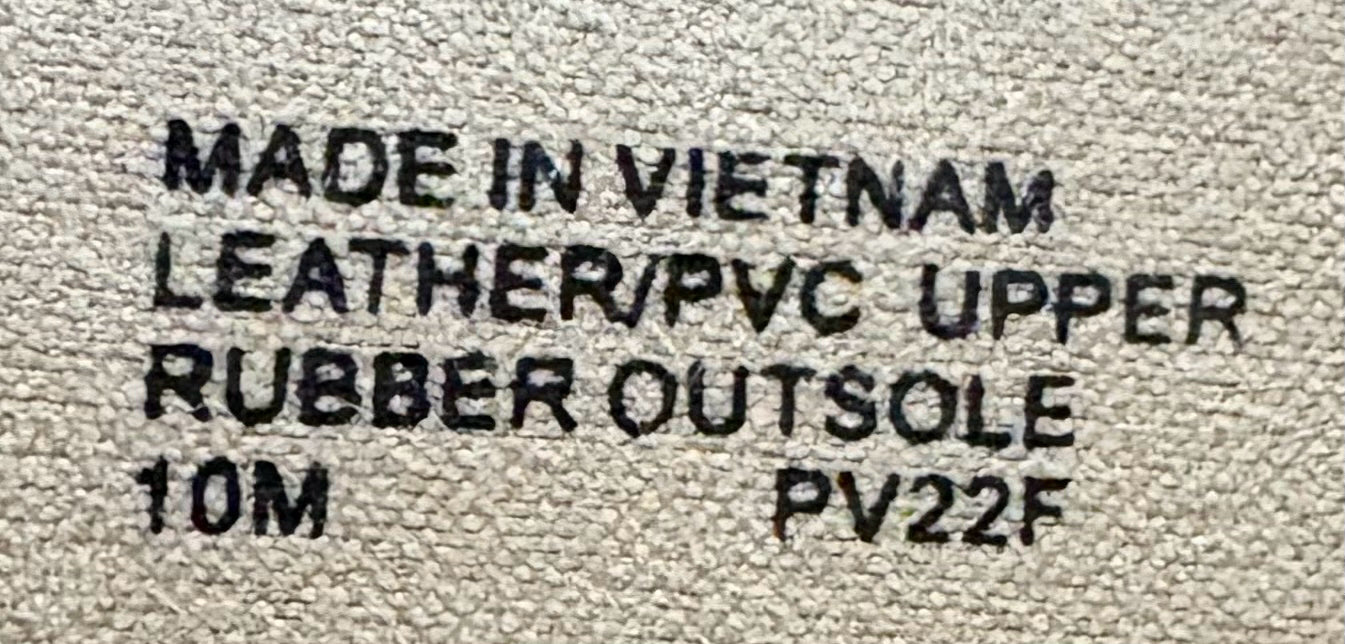 MADE IN VIETNAM
LEATHER/PVC UPPER
RUBBER OUTSOLE
10M PV22F